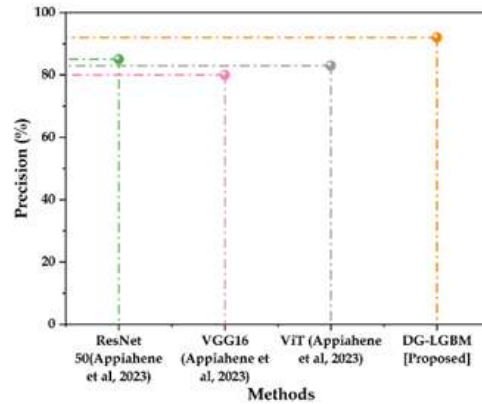 100
80
60
40
20
0
Precision (%)
ResNet
50(Appiahene
et al, 2023)
VGG16
(Appiahene et
al, 2023)
ViT (Appiahene
et al, 2023)
DG-LGBM
[Proposed]
Methods